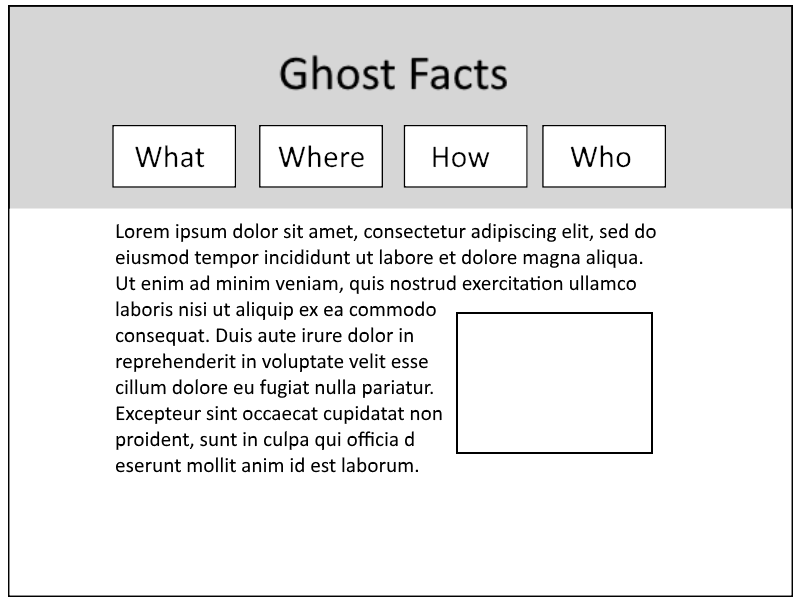 Ghost Facts
What Where How Who
Lorem ipsum dolor sit amet, consectetur adipiscing elit, sed do
eiusmod tempor incididunt ut labore et dolore magna aliqua.
Ut enim ad minim veniam, quis nostrud exercitation ullamco
laboris nisi ut aliquip ex ea commodo
consequat. Duis aute irure dolor in
reprehenderit in voluptate velit esse
cillum dolore eu fugiat nulla pariatur.
Excepteur sint occaecat cupidatat non
proident, sunt in culpa qui officia d
eserunt mollit anim id est laborum.